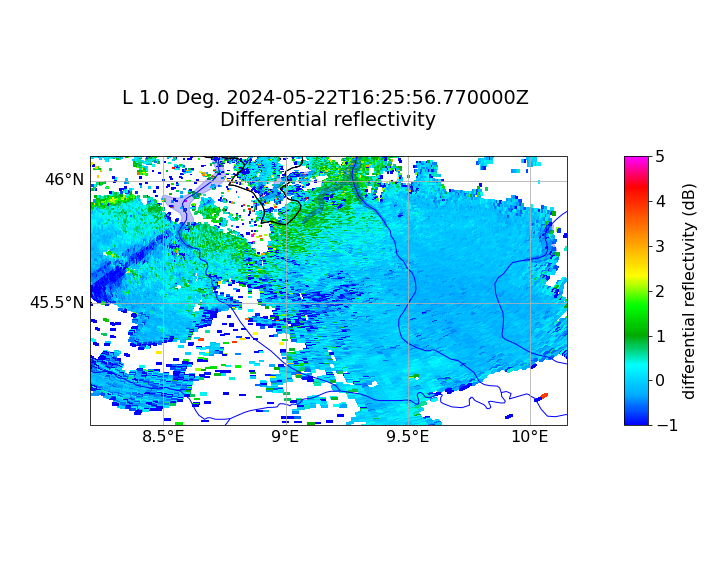 L 1.0 Deg. 2024-05-22T16:25:56.770000Z
Differential reflectivity
46°N
45.5°N
8.5°E
9°E
9.5°E
10°E
5
4
3
2
1
0
−1
differential reflectivity (dB)